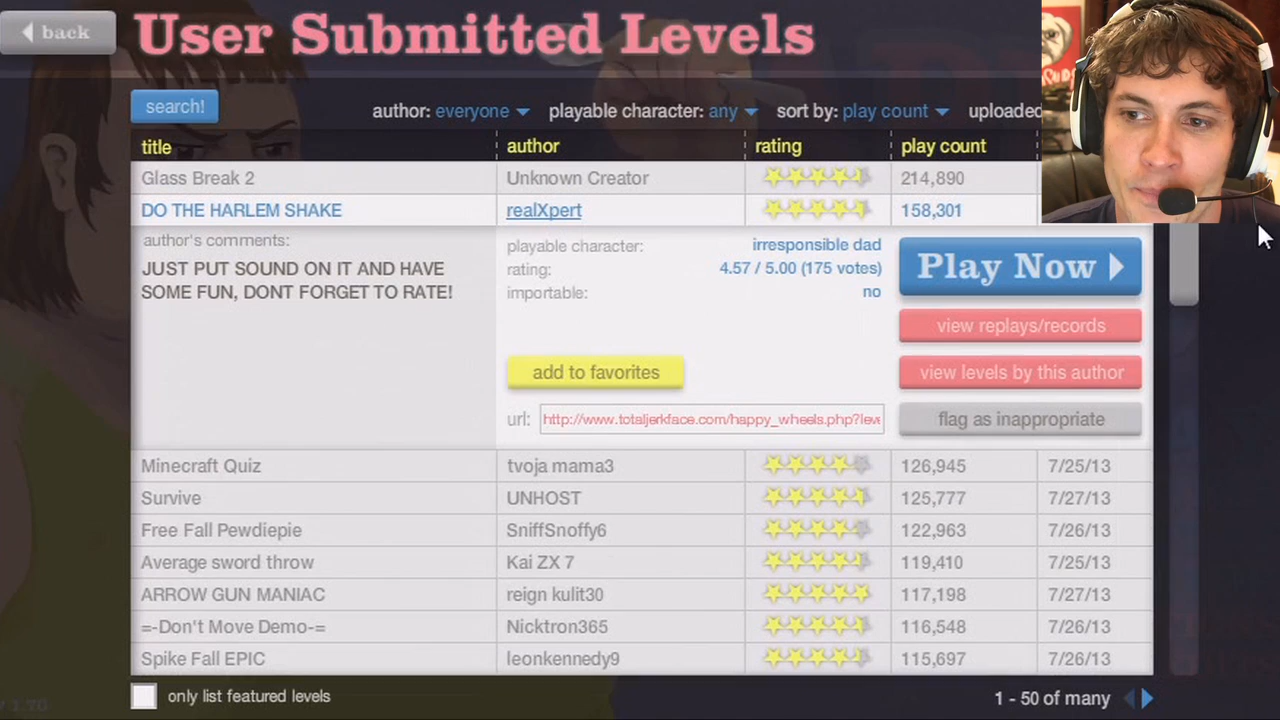 back
User Submitted Levels
search!
author: everyone playable character: any sort by: play count uploaded
title author rating play count
Glass Break 2 Unknown Creator 214,890
DO THE HARLEM SHAKE realXpert 158,301
author's comments:
JUST PUT SOUND ON IT AND HAVE
SOME FUN, DONT FORGET TO RATE!
playable character: irresponsible dad
rating: 4.57 / 5.00 (175 votes)
importable: no
add to favorites
url: http://www.totaljerkface.com/happy_wheels.php?leve
Play Now
view replays/records
view levels by this author
flag as inappropriate
Minecraft Quiz tvoja mama3 126,945 7/25/13
Survive UNHOST 125,777 7/27/13
Free Fall Pewdiepie SniffSnoffy6 122,963 7/26/13
Average sword throw Kai ZX 7 119,410 7/25/13
ARROW GUN MANIAC reign kulit30 117,198 7/27/13
=-Don't Move Demo-= Nicktron365 116,548 7/26/13
Spike Fall EPIC leonkennedy9 115,697 7/26/13
only list featured levels
1 - 50 of many